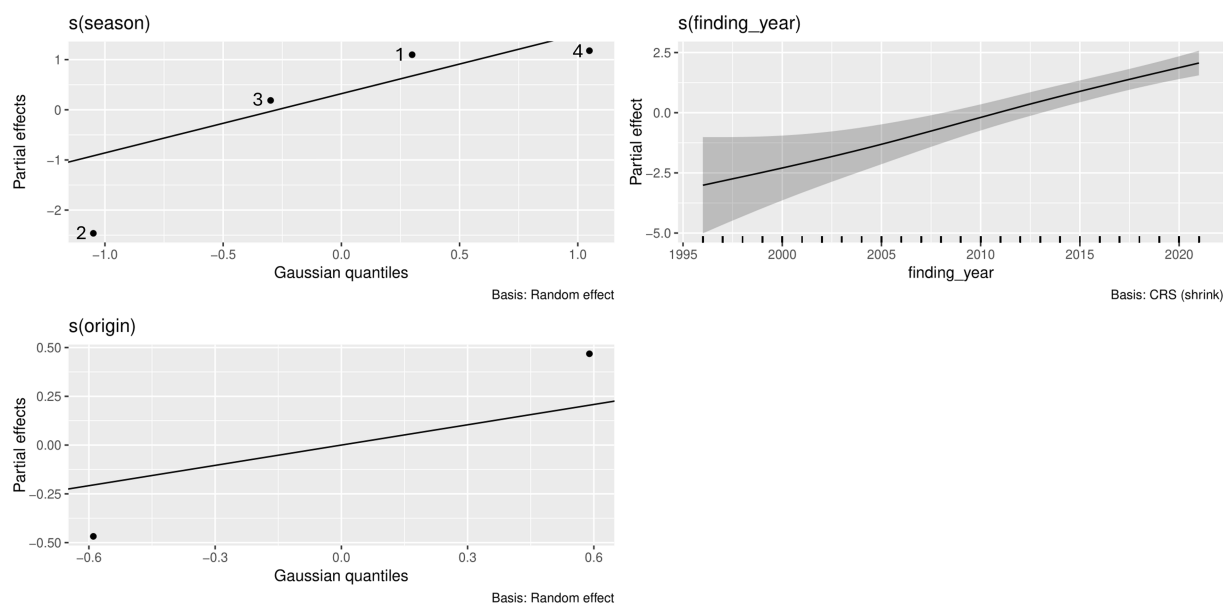 s(season)
1
0
−1
−2
1
4
3
2
Partial effects
−1.0
−0.5
0.0
0.5
1.0
Gaussian quantiles
Basis: Random effect
s(finding_year)
2.5
0.0
−2.5
−5.0
Partial effect
1995
2000
2005
2010
2015
2020
finding_year
Basis: CRS (shrink)
s(origin)
0.50
0.25
0.00
−0.25
−0.50
Partial effects
−0.6
−0.3
0.0
0.3
0.6
Gaussian quantiles
Basis: Random effect